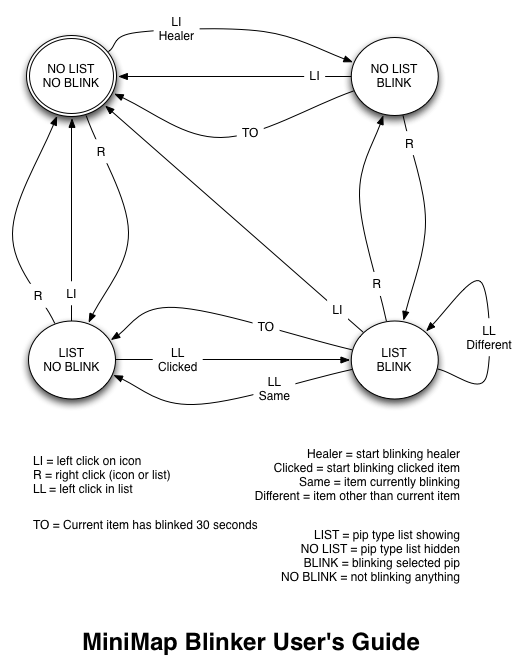 LI
Healer
NO LIST
NO BLINK
NO LIST
BLINK
LI
TO
R
R
R
LI
R
LI
TO
LL
Different
LIST
NO BLINK
LL
Clicked
LIST
BLINK
LL
Same
LI = left click on icon
R = right click (icon or list)
LL = left click in list
TO = Current item has blinked 30 seconds
Healer = start blinking healer
Clicked = start blinking clicked item
Same = item currently blinking
Different = item other than current item
LIST = pip type list showing
NO LIST = pip type list hidden
BLINK = blinking selected pip
NO BLINK = not blinking anything
MiniMap Blinker User's Guide